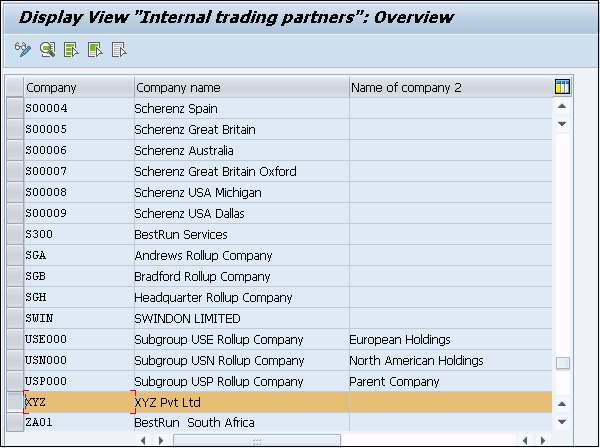 Display View "Internal trading partners": Overview
Company Company name Name of company 2
S00004 Scherenz Spain
S00005 Scherenz Great Britain
S00006 Scherenz Australia
S00007 Scherenz Great Britain Oxford
S00008 Scherenz USA Michigan
S00009 Scherenz USA Dallas
S300 BestRun Services
SGA Andrews Rollup Company
SGB Bradford Rollup Company
SGH Headquarter Rollup Company
SWIN SWINDON LIMITED
USE000 Subgroup USE Rollup Company European Holdings
USN000 Subgroup USN Rollup Company North American Holdings
USP000 Subgroup USP Rollup Company Parent Company
XYZ XYZ Pvt Ltd
ZA01 BestRun South Africa